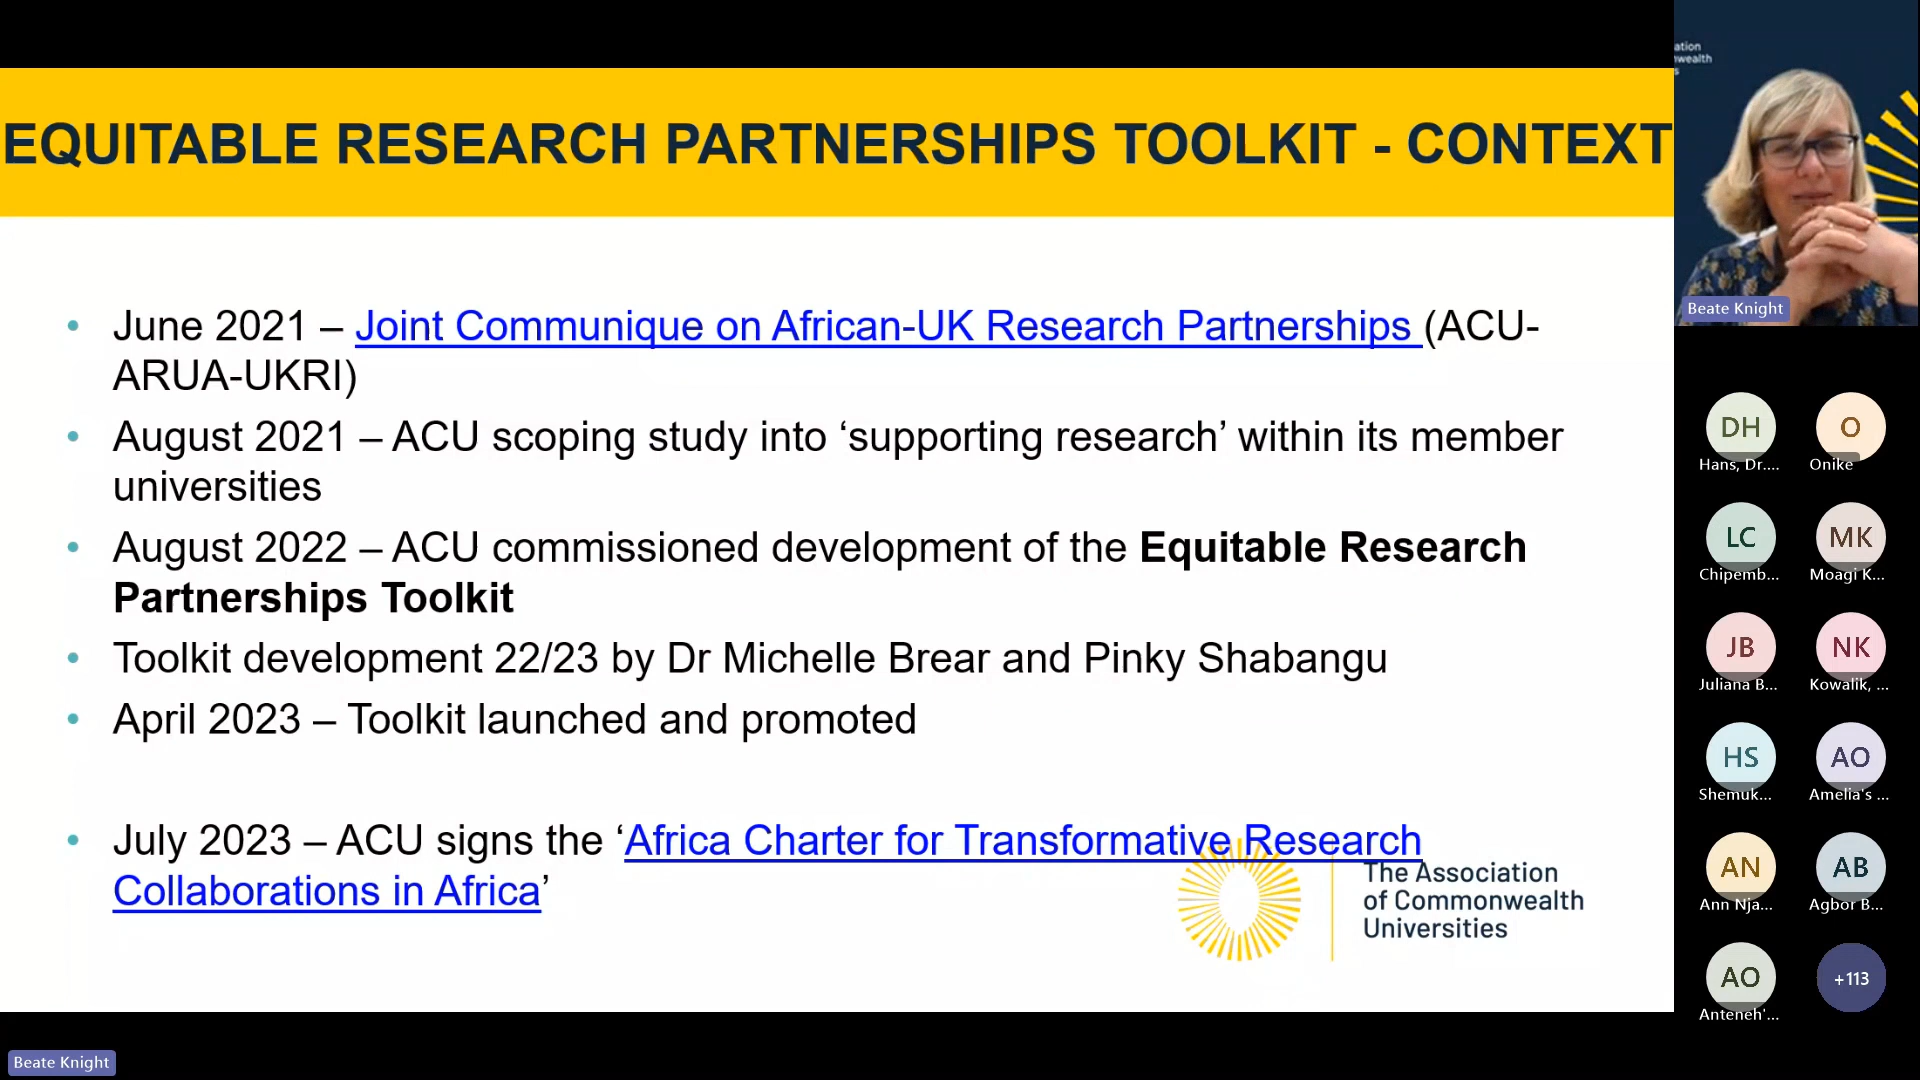 EQUITABLE RESEARCH PARTNERSHIPS TOOLKIT - CONTEXT
• June 2021 – Joint Communique on African-UK Research Partnerships (ACU-
ARUA-UKRI)
• August 2021 – ACU scoping study into ‘supporting research’ within its member
universities
• August 2022 – ACU commissioned development of the Equitable Research
Partnerships Toolkit
• Toolkit development 22/23 by Dr Michelle Brear and Pinky Shabangu
• April 2023 – Toolkit launched and promoted
• July 2023 – ACU signs the ‘Africa Charter for Transformative Research
Collaborations in Africa’
The Association
of Commonwealth
Universities
ation
wealth
s
Beate Knight
DH
Hans, Dr....
O
Onike
LC
Chipemb...
MK
Moagi K...
JB
Juliana B...
NK
Kowalik, ...
HS
Shemuk...
AO
Amelia's ...
AN
Ann Nja...
AB
Agbor B...
AO
Anteneh'...
+113
Beate Knight